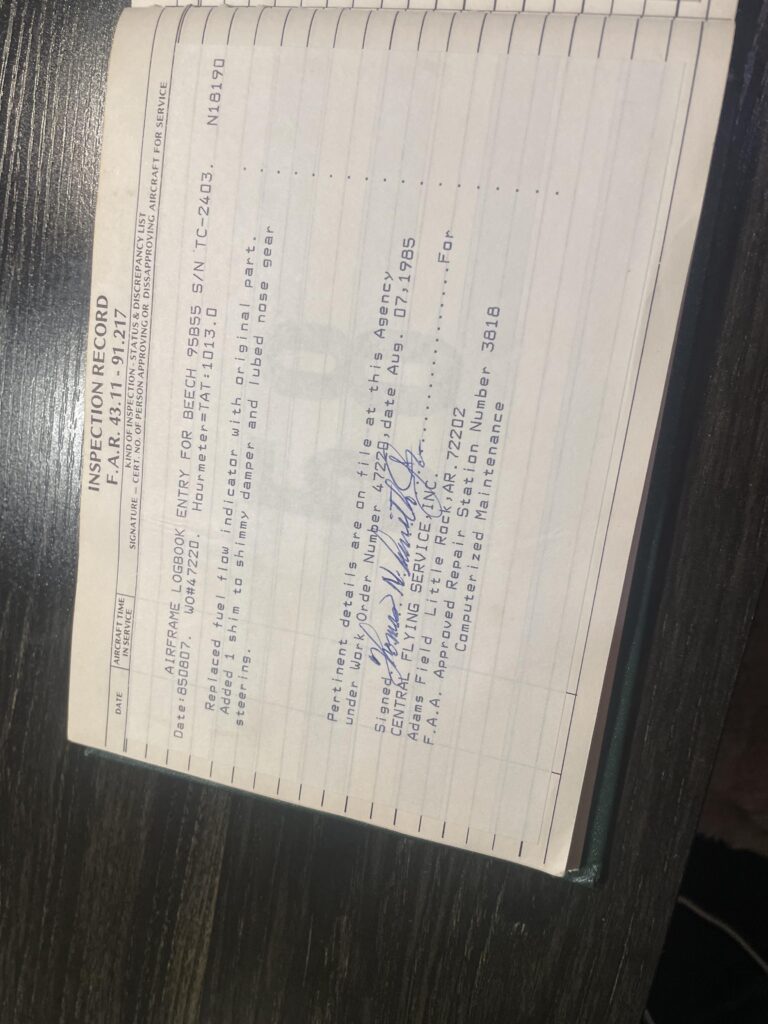 INSPECTION RECORD
F.A.R. 43.11 - 91.217
DATE
AIRCRAFT TIME
IN SERVICE
KIND OF INSPECTION - STATUS & DISCREPANCY LIST
SIGNATURE - CERT. NO. OF PERSON APPROVING OR DISSAPPROVING AIRCRAFT FOR SERVICE
AIRFRAME LOGBOOK ENTRY FOR BEECH 95B55 S/N TC-2403. N18190
Date:850807. WO#47220. Hourmeter=TAT:1013.0
Replaced fuel flow indicator with original part.
Added 1 shim to shimmy damper and lubed nose gear
steering.
Pertinent details are on file at this Agency
under Work Order Number 47220,date Aug. 07,1985
Signed Thomas N. Smith Jr. ..................For
CENTRAL FLYING SERVICE,INC.
Adams Field Little Rock,AR.72202
F.A.A. Approved Repair Station Number 3818
Computerized Maintenance